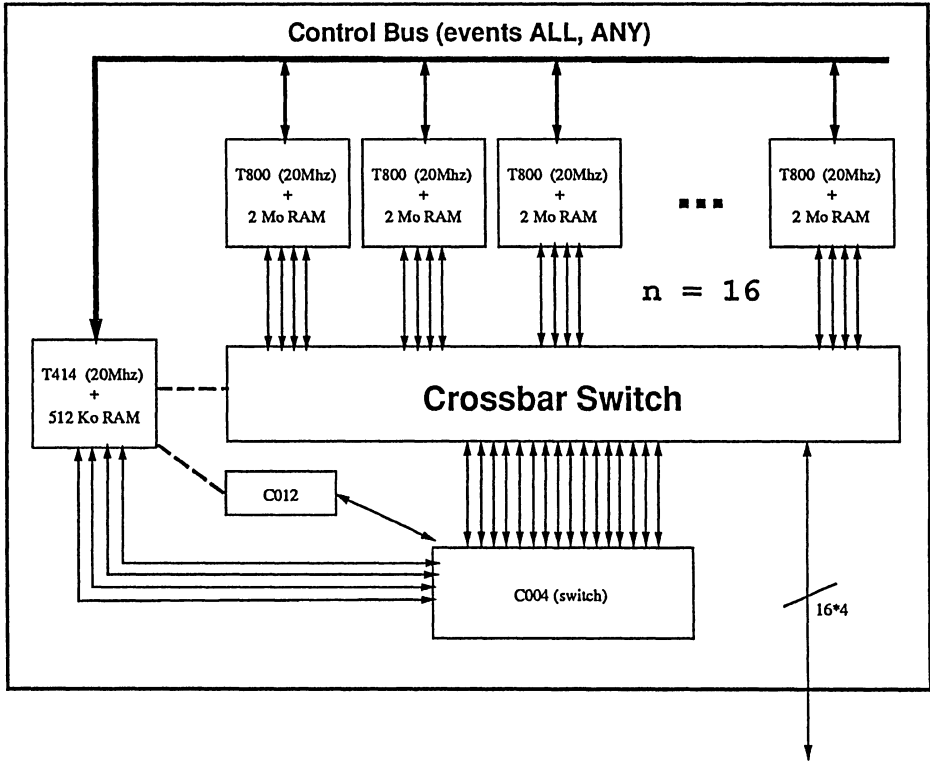 Control Bus (events ALL, ANY)
T800 (20Mhz)
+
2 Mo RAM
T800 (20Mhz)
+
2 Mo RAM
T800 (20Mhz)
+
2 Mo RAM
T800 (20Mhz)
+
2 Mo RAM
n = 16
T414 (20Mhz)
+
512 Ko RAM
Crossbar Switch
C012
C004 (switch)
16*4